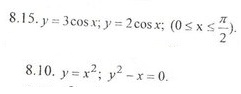 8.15. y = 3cos x; y = 2cos x; (0 ≤ x ≤ π/2).
8.10. y = x²; y² – x = 0.